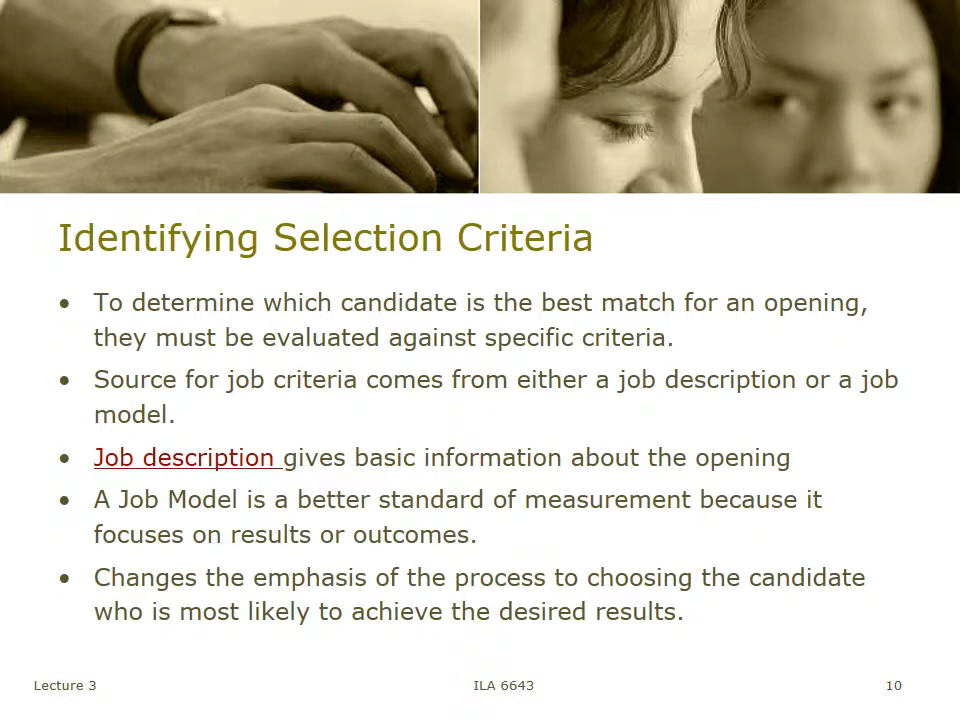 Identifying Selection Criteria
• To determine which candidate is the best match for an opening,
they must be evaluated against specific criteria.
• Source for job criteria comes from either a job description or a job
model.
• Job description gives basic information about the opening
• A Job Model is a better standard of measurement because it
focuses on results or outcomes.
• Changes the emphasis of the process to choosing the candidate
who is most likely to achieve the desired results.
Lecture 3 ILA 6643 10